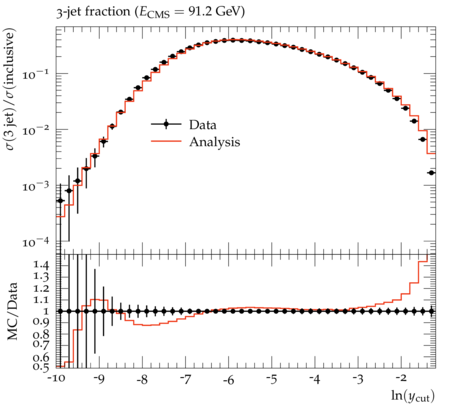 3-jet fraction (E_CMS = 91.2 GeV)
σ(3 jet)/σ(inclusive)
10⁻¹
10⁻²
10⁻³
10⁻⁴
Data
Analysis
MC/Data
1.4
1.3
1.2
1.1
1
0.9
0.8
0.7
0.6
0.5
-10 -9 -8 -7 -6 -5 -4 -3 -2
ln(y_cut)